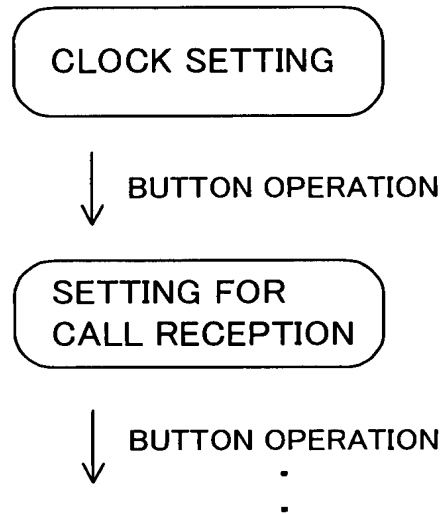 CLOCK SETTING
BUTTON OPERATION
SETTING FOR
CALL RECEPTION
BUTTON OPERATION